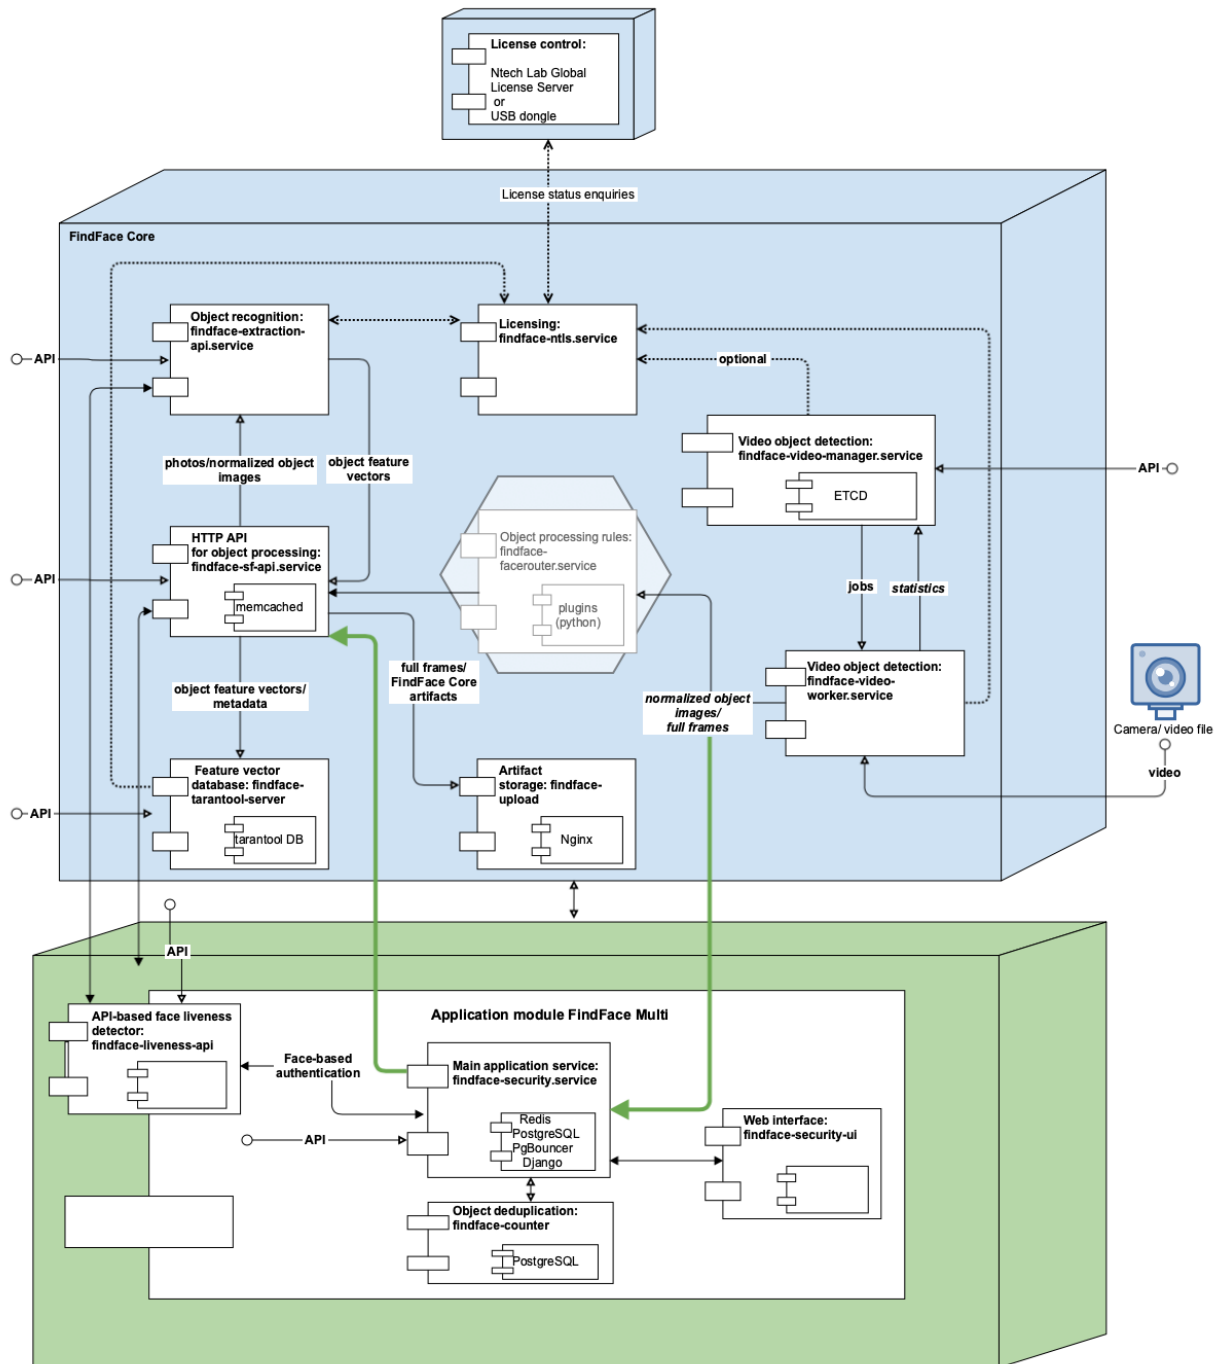 License control:
Ntech Lab Global
License Server
or
USB dongle
License status enquiries
FindFace Core
Object recognition:
findface-extraction-
api.service
Licensing:
findface-ntls.service
API
optional
Video object detection:
findface-video-manager.service
ETCD
API
photos/normalized object
images
object feature
vectors
HTTP API
for object processing:
findface-sf-api.service
memcached
API
Object processing rules:
findface-
facerouter.service
plugins
(python)
jobs
statistics
Video object detection:
findface-video-
worker.service
Camera/ video file
video
full frames/
FindFace Core
artifacts
object feature vectors/
metadata
normalized object
images/
full frames
Feature vector
database: findface-
tarantool-server
tarantool DB
API
Artifact
storage: findface-
upload
Nginx
API
API-based face liveness
detector:
findface-liveness-api
Application module FindFace Multi
Face-based
authentication
Main application service:
findface-security.service
Redis
PostgreSQL
PgBouncer
Django
API
Web interface:
findface-security-ui
Object deduplication:
findface-counter
PostgreSQL